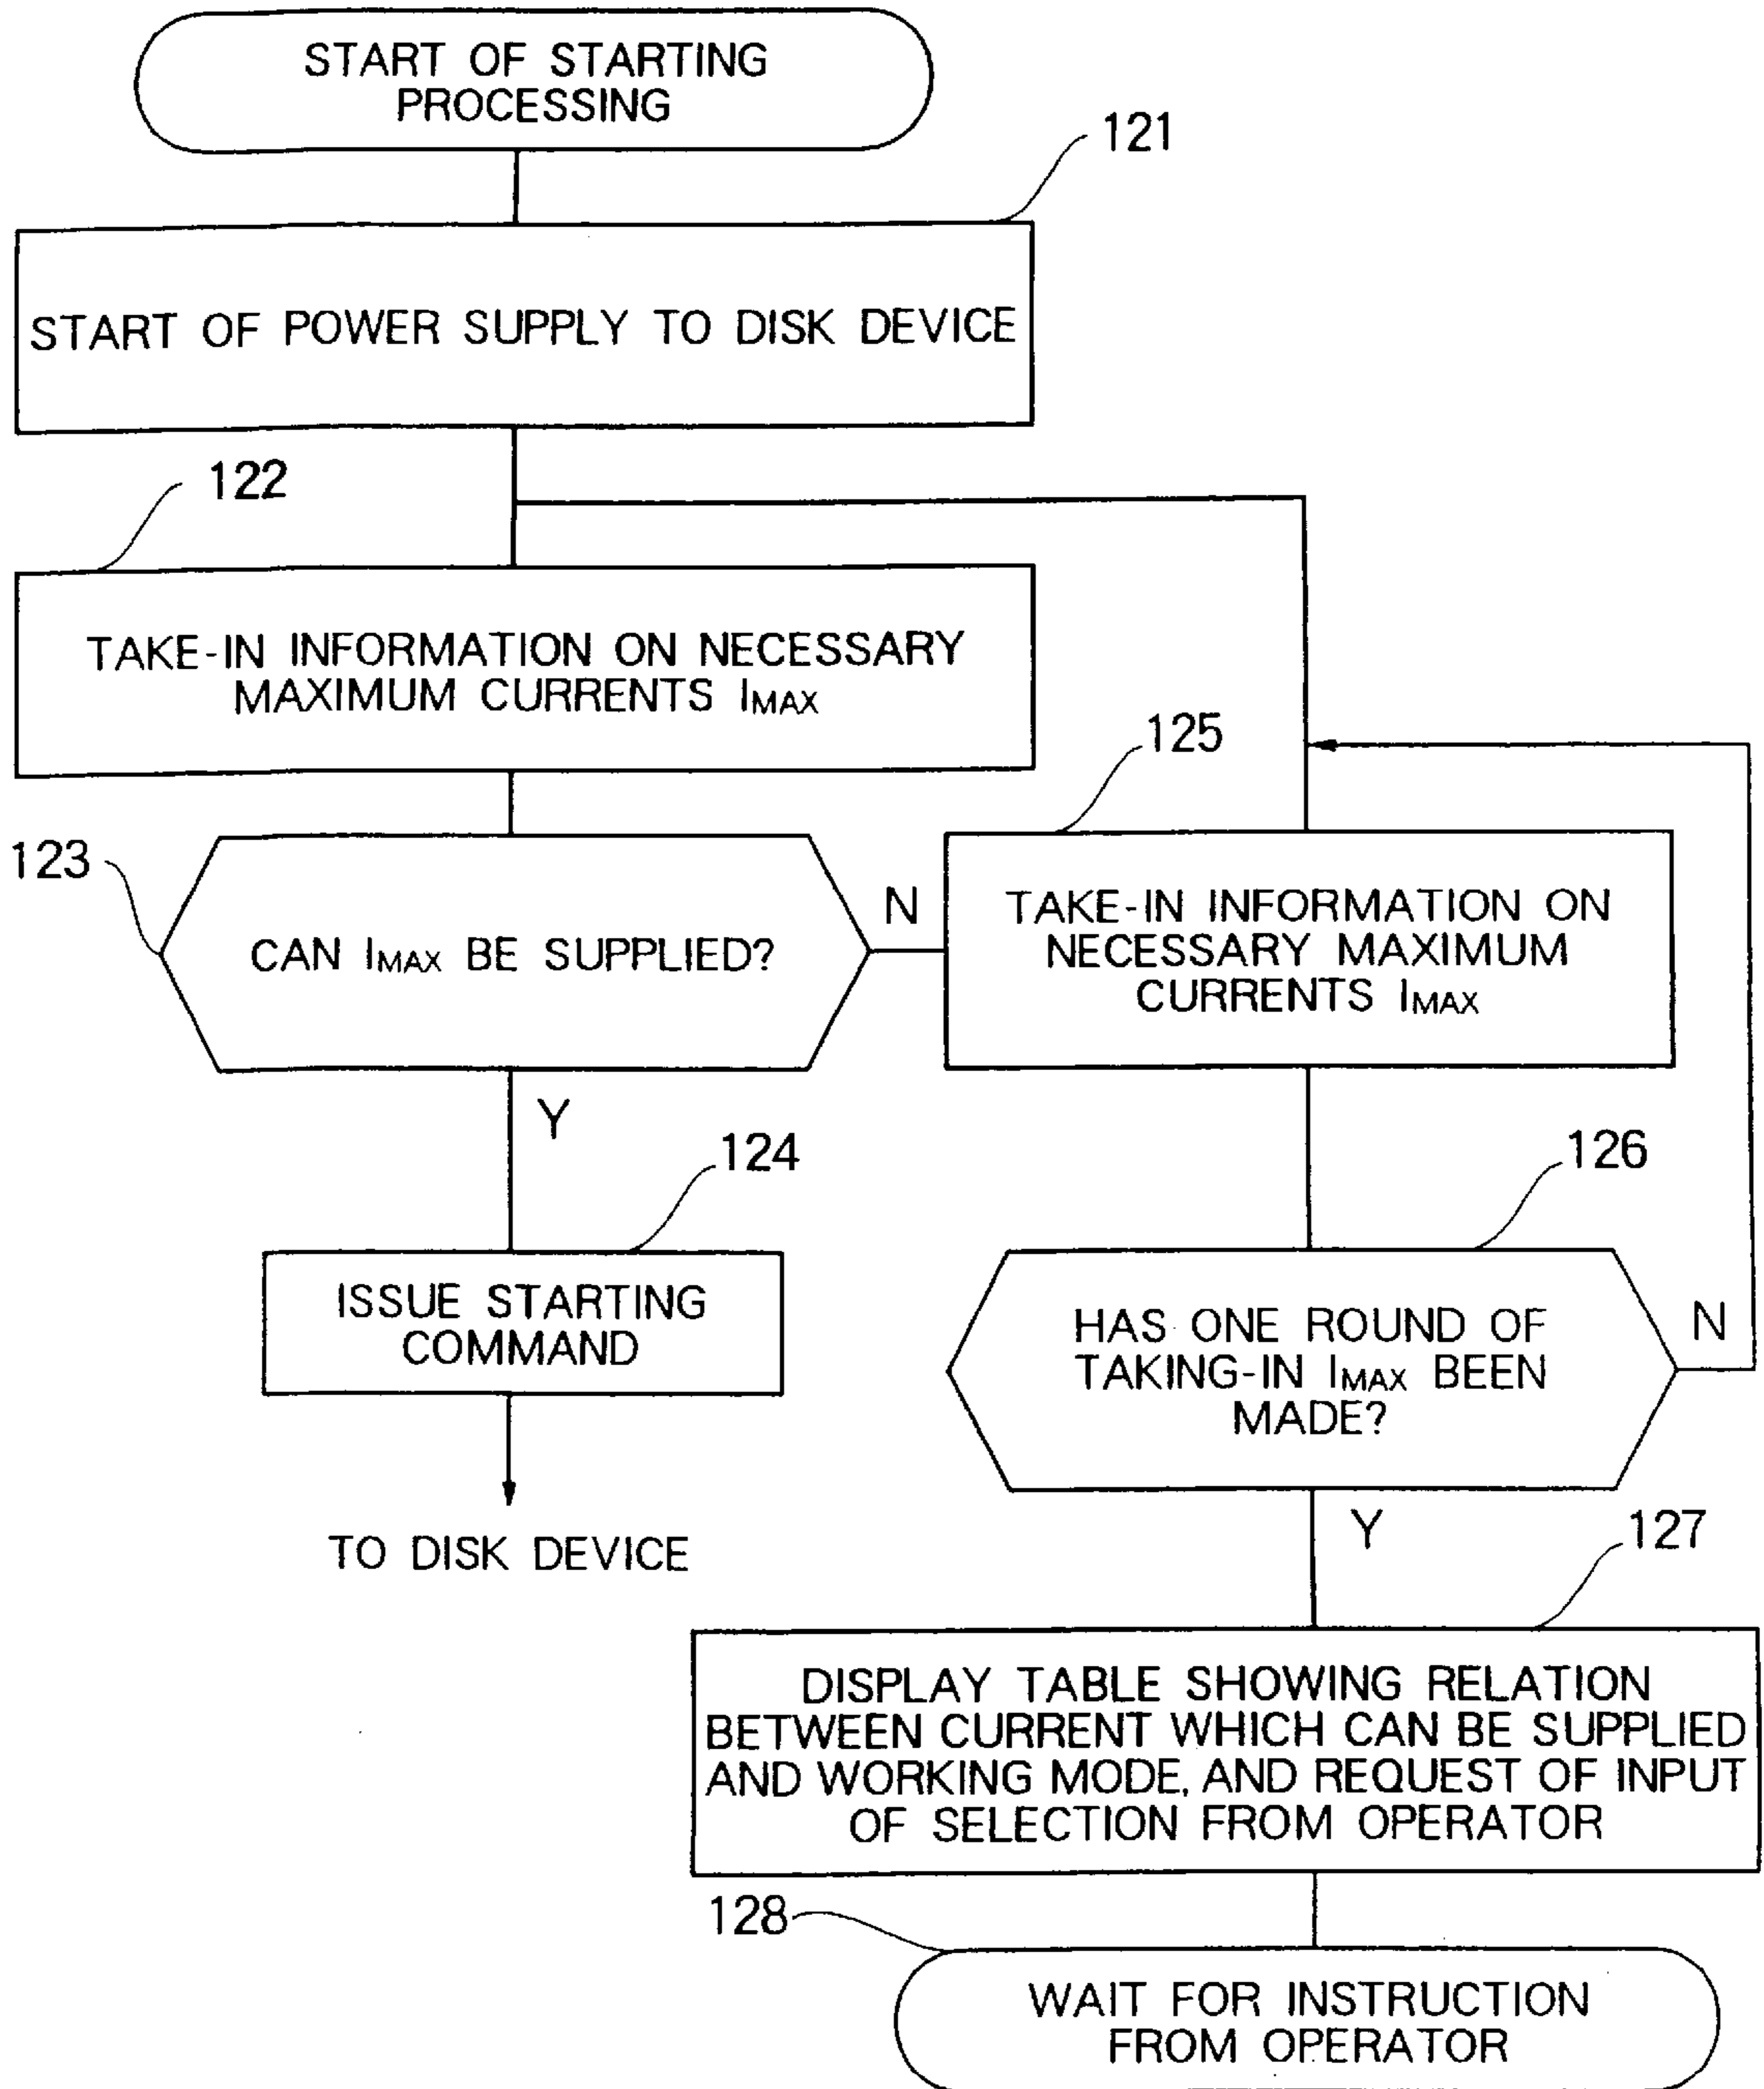 START OF STARTING
PROCESSING
121
START OF POWER SUPPLY TO DISK DEVICE
122
TAKE-IN INFORMATION ON NECESSARY
MAXIMUM CURRENTS IMAX
123
CAN IMAX BE SUPPLIED?
N
Y
124
ISSUE STARTING
COMMAND
TO DISK DEVICE
125
TAKE-IN INFORMATION ON
NECESSARY MAXIMUM
CURRENTS IMAX
126
HAS ONE ROUND OF
TAKING-IN IMAX BEEN
MADE?
N
Y
127
DISPLAY TABLE SHOWING RELATION
BETWEEN CURRENT WHICH CAN BE SUPPLIED
AND WORKING MODE, AND REQUEST OF INPUT
OF SELECTION FROM OPERATOR
128
WAIT FOR INSTRUCTION
FROM OPERATOR